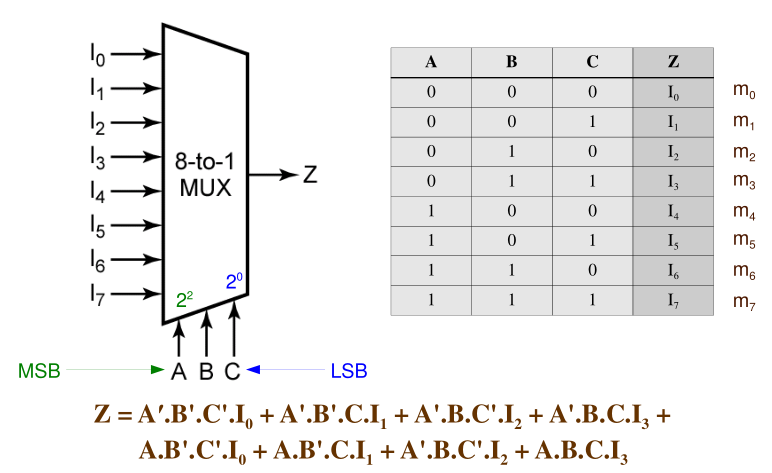 I₀
I₁
I₂
I₃
I₄
I₅
I₆
I₇
8-to-1
MUX
Z
2² 2⁰
MSB A B C LSB
A B C Z
0 0 0 I₀ m₀
0 0 1 I₁ m₁
0 1 0 I₂ m₂
0 1 1 I₃ m₃
1 0 0 I₄ m₄
1 0 1 I₅ m₅
1 1 0 I₆ m₆
1 1 1 I₇ m₇
Z = A'.B'.C'.I₀ + A'.B'.C.I₁ + A'.B.C'.I₂ + A'.B.C.I₃ +
A.B'.C'.I₀ + A.B'.C.I₁ + A'.B.C'.I₂ + A.B.C.I₃